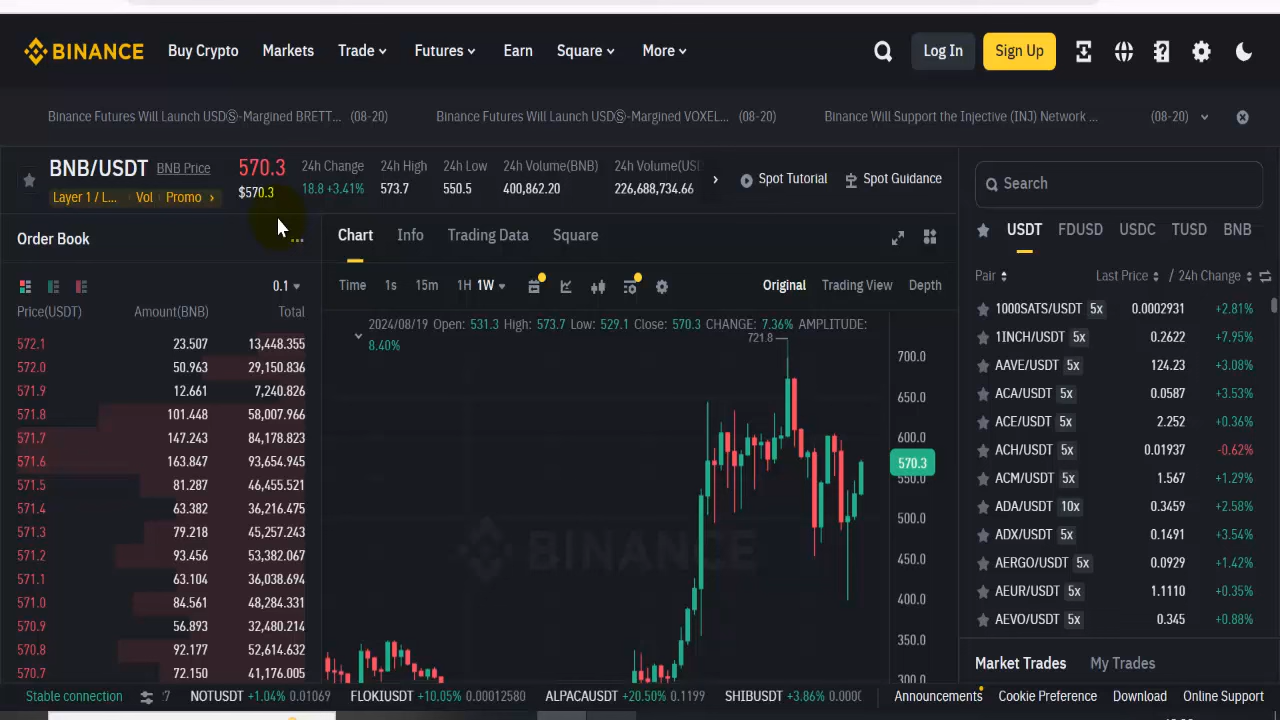 BINANCE
Buy Crypto Markets Trade Futures Earn Square More Log In Sign Up
Binance Futures Will Launch USDⓈ-Margined BRETT... (08-20) Binance Futures Will Launch USDⓈ-Margined VOXEL... (08-20) Binance Will Support the Injective (INJ) Network ... (08-20)
BNB/USDT BNB Price 570.3 24h Change 24h High 24h Low 24h Volume(BNB) 24h Volume(USD
Layer 1 / L... Vol Promo $570.3 18.8 +3.41% 573.7 550.5 400,862.20 226,688,734.66
Spot Tutorial Spot Guidance
Search
Order Book ...
Chart Info Trading Data Square
USDT FDUSD USDC TUSD BNB
Pair Last Price / 24h Change
0.1
Time 1s 15m 1H 1W Original Trading View Depth
Price(USDT) Amount(BNB) Total
572.1 23.507 13,448.355
572.0 50.963 29,150.836
571.9 12.661 7,240.826
571.8 101.448 58,007.966
571.7 147.243 84,178.823
571.6 163.847 93,654.945
571.5 81.287 46,455.521
571.4 63.382 36,216.475
571.3 79.218 45,257.243
571.2 93.456 53,382.067
571.1 63.104 36,038.694
571.0 84.561 48,284.331
570.9 56.893 32,480.214
570.8 92.177 52,614.632
570.7 72.150 41,176.005
2024/08/19 Open: 531.3 High: 573.7 Low: 529.1 Close: 570.3 CHANGE: 7.36% AMPLITUDE:
8.40%
721.8
BINANCE
700.0
650.0
600.0
570.3
550.0
500.0
450.0
400.0
350.0
300.0
1000SATS/USDT 5x 0.0002931 +2.81%
1INCH/USDT 5x 0.2622 +7.95%
AAVE/USDT 5x 124.23 +3.08%
ACA/USDT 5x 0.0587 +3.53%
ACE/USDT 5x 2.252 +0.36%
ACH/USDT 5x 0.01937 -0.62%
ACM/USDT 5x 1.567 +1.29%
ADA/USDT 10x 0.3459 +2.58%
ADX/USDT 5x 0.1491 +3.54%
AERGO/USDT 5x 0.0929 +1.42%
AEUR/USDT 5x 1.1110 +0.35%
AEVO/USDT 5x 0.345 +0.88%
Market Trades My Trades
Stable connection NOTUSDT +1.04% 0.01069 FLOKIUSDT +10.05% 0.00012580 ALPACAUSDT +20.50% 0.1199 SHIBUSDT +3.86% 0.0000 Announcements Cookie Preference Download Online Support